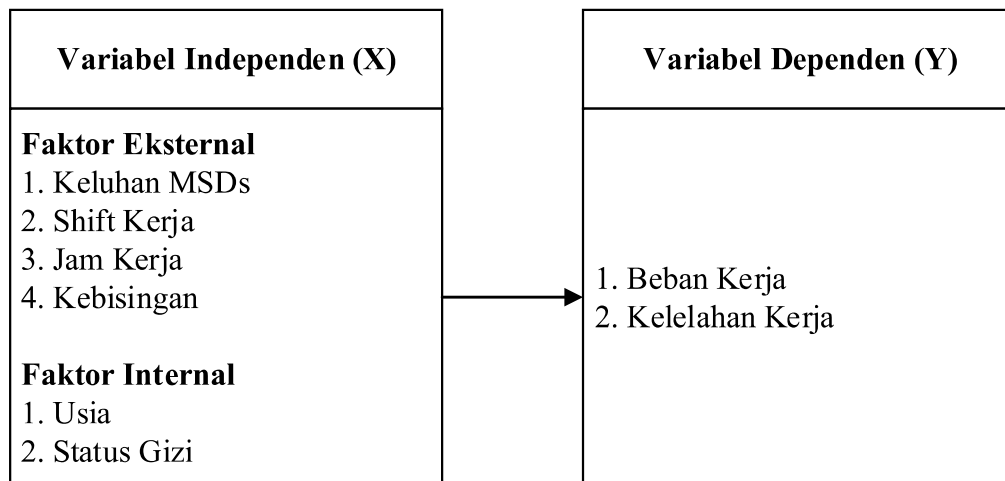 Variabel Independen (X)
Faktor Eksternal
1. Keluhan MSDs
2. Shift Kerja
3. Jam Kerja
4. Kebisingan
Faktor Internal
1. Usia
2. Status Gizi
Variabel Dependen (Y)
1. Beban Kerja
2. Kelelahan Kerja